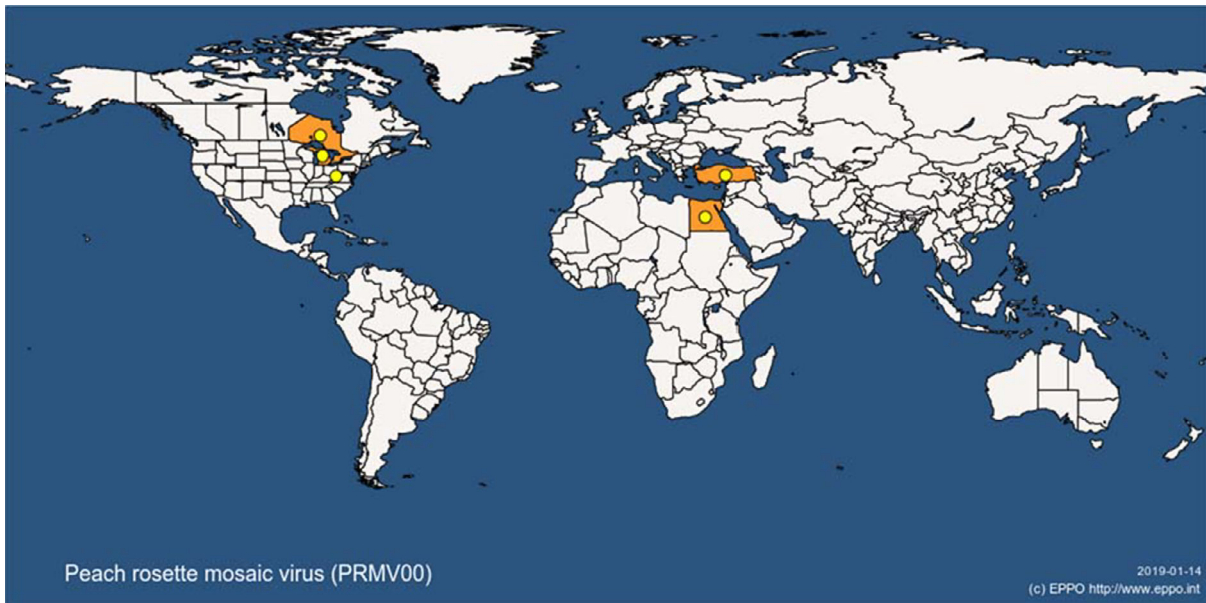 Peach rosette mosaic virus (PRMV00)
2019-01-14
(c) EPPO http://www.eppo.int